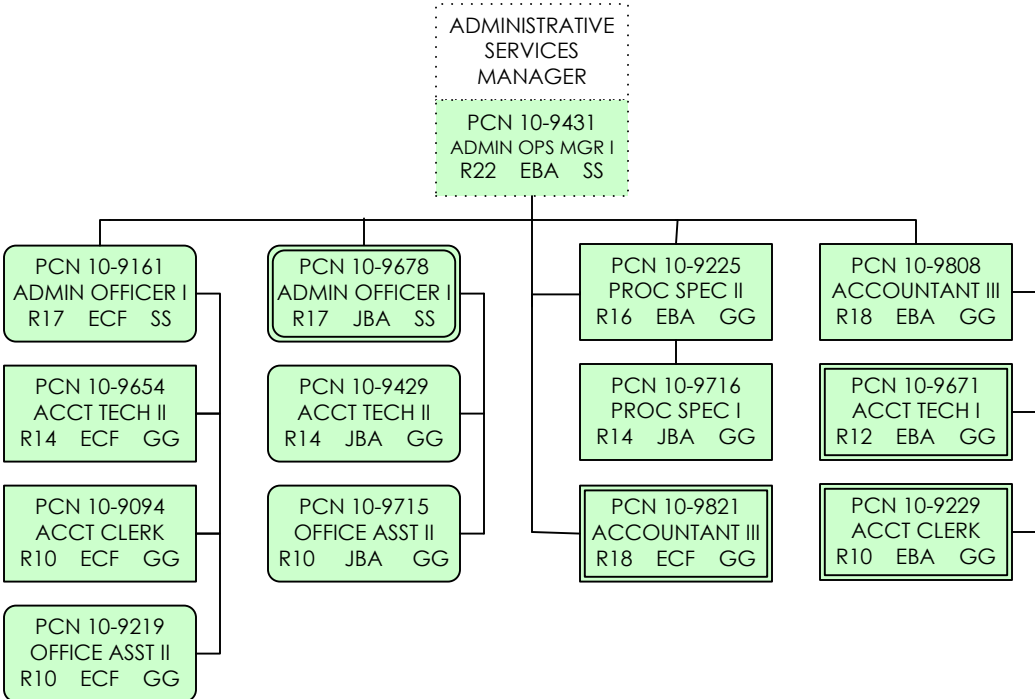 ADMINISTRATIVE
SERVICES
MANAGER
PCN 10-9431
ADMIN OPS MGR I
R22 EBA SS
PCN 10-9161
ADMIN OFFICER I
R17 ECF SS
PCN 10-9654
ACCT TECH II
R14 ECF GG
PCN 10-9094
ACCT CLERK
R10 ECF GG
PCN 10-9219
OFFICE ASST II
R10 ECF GG
PCN 10-9678
ADMIN OFFICER I
R17 JBA SS
PCN 10-9429
ACCT TECH II
R14 JBA GG
PCN 10-9715
OFFICE ASST II
R10 JBA GG
PCN 10-9225
PROC SPEC II
R16 EBA GG
PCN 10-9716
PROC SPEC I
R14 JBA GG
PCN 10-9821
ACCOUNTANT III
R18 ECF GG
PCN 10-9808
ACCOUNTANT III
R18 EBA GG
PCN 10-9671
ACCT TECH I
R12 EBA GG
PCN 10-9229
ACCT CLERK
R10 EBA GG